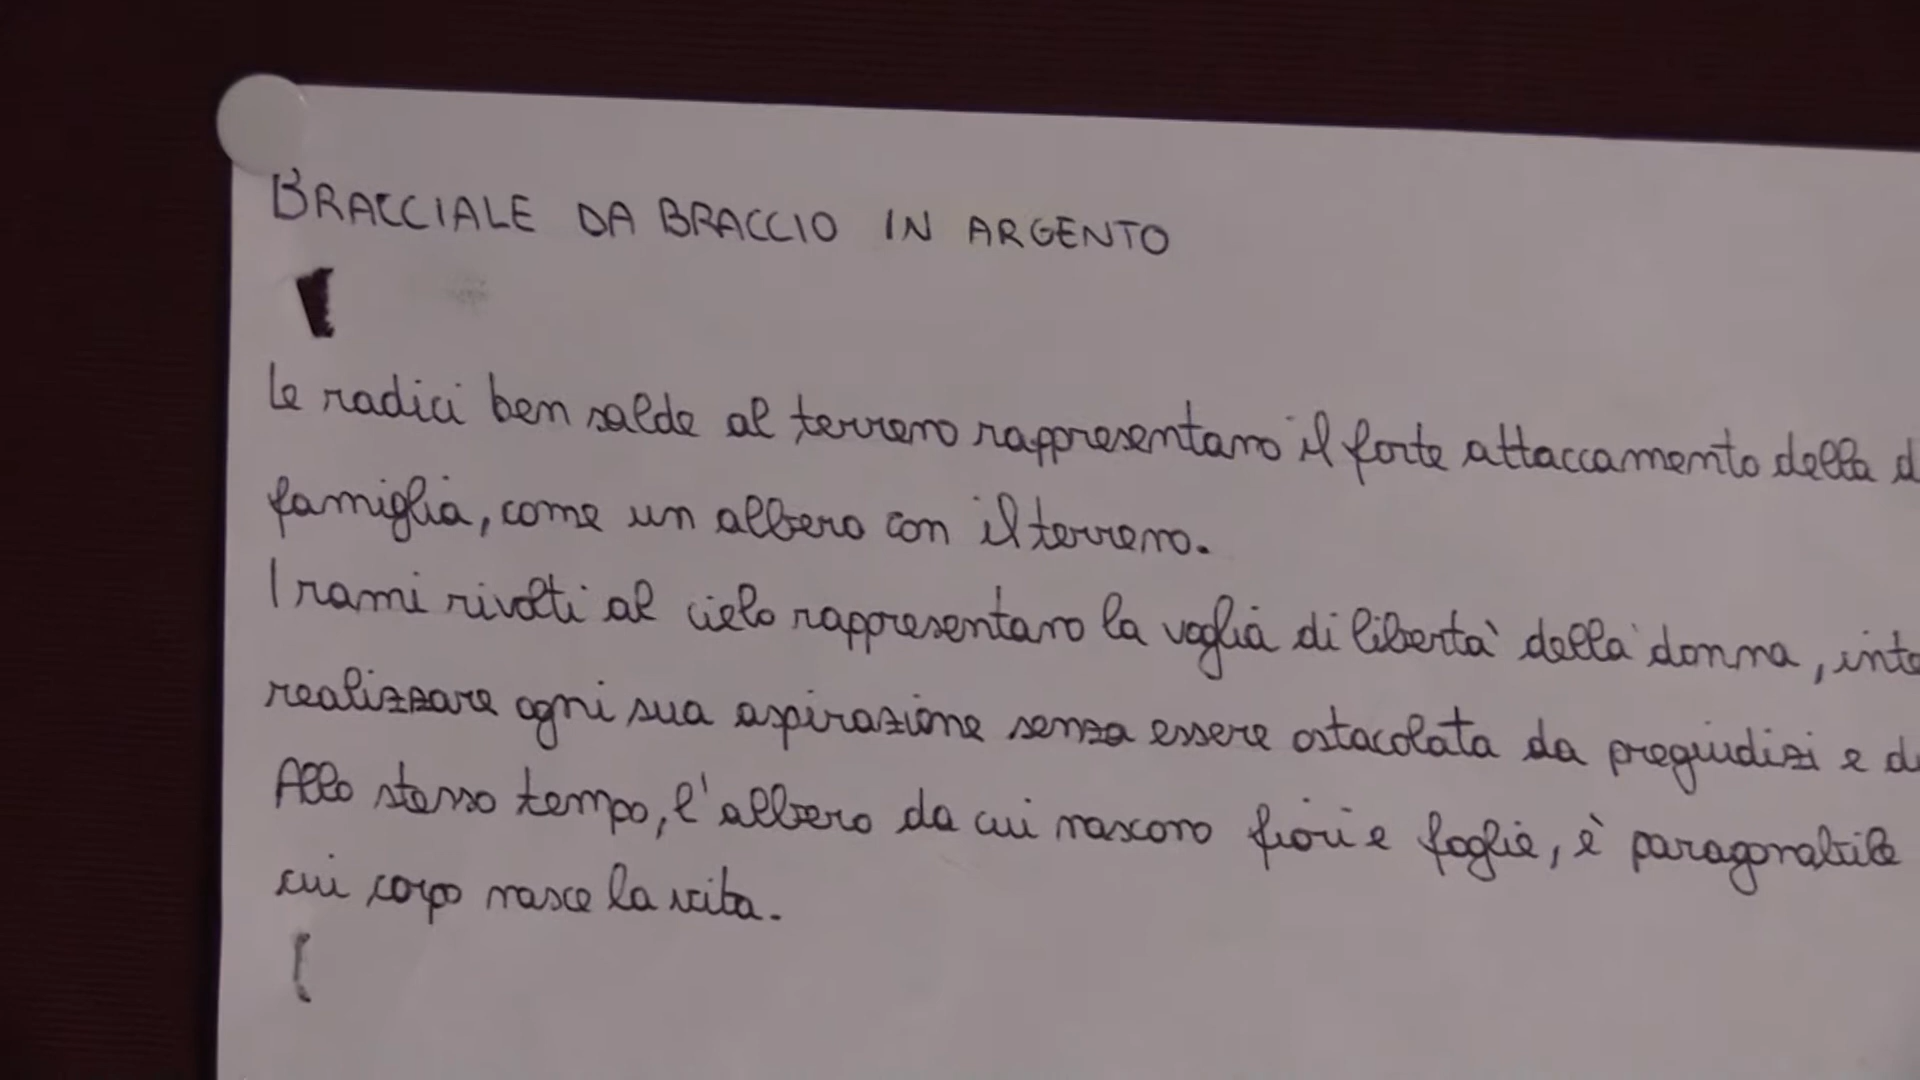 BRACCIALE DA BRACCIO IN ARGENTO
Le radici ben salde al terreno rappresentano il forte attaccamento della d
famiglia, come un albero con il terreno.
I rami rivolti al cielo rappresentano la voglia di libertà della donna, inte
realizzare ogni sua aspirazione senza essere ostacolata da pregiudizi e di
Allo stesso tempo, l'albero da cui nascono fiori e foglie, è paragonabile
cui corpo nasce la vita.